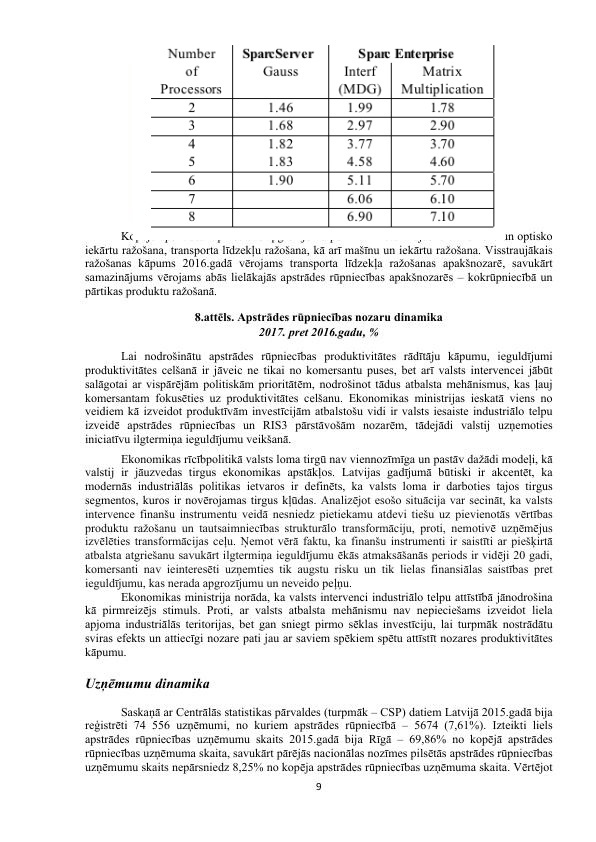 Number SparcServer Sparc Enterprise
of Gauss Interf Matrix
Processors (MDG) Multiplication
2 1.46 1.99 1.78
3 1.68 2.97 2.90
4 1.82 3.77 3.70
5 1.83 4.58 4.60
6 1.90 5.11 5.70
7 6.06 6.10
8 6.90 7.10
un optisko
iekārtu ražošana, transporta līdzekļu ražošana, kā arī mašīnu un iekārtu ražošana. Visstraujākais
ražošanas kāpums 2016.gadā vērojams transporta līdzekļa ražošanas apakšnozarē, savukārt
samazinājums vērojams abās lielākajās apstrādes rūpniecības apakšnozarēs – kokrūpniecībā un
pārtikas produktu ražošanā.
8.attēls. Apstrādes rūpniecības nozaru dinamika
2017. pret 2016.gadu, %
Lai nodrošinātu apstrādes rūpniecības produktivitātes rādītāju kāpumu, ieguldījumi
produktivitātes celšanā ir jāveic ne tikai no komersantu puses, bet arī valsts intervencei jābūt
salāgotai ar vispārējām politiskām prioritātēm, nodrošinot tādus atbalsta mehānismus, kas ļauj
komersantam fokusēties uz produktivitātes celšanu. Ekonomikas ministrijas ieskatā viens no
veidiem kā izveidot produktīvām investīcijām atbalstošu vidi ir valsts iesaiste industriālo telpu
izveidē apstrādes rūpniecības un RIS3 pārstāvošām nozarēm, tādejādi valstij uzņemoties
iniciatīvu ilgtermiņa ieguldījumu veikšanā.
Ekonomikas rīcībpolitikā valsts loma tirgū nav viennozīmīga un pastāv dažādi modeļi, kā
valstij ir jāuzvedas tirgus ekonomikas apstākļos. Latvijas gadījumā būtiski ir akcentēt, ka
modernās industriālās politikas ietvaros ir definēts, ka valsts loma ir darboties tajos tirgus
segmentos, kuros ir novērojamas tirgus kļūdas. Analizējot esošo situācija var secināt, ka valsts
intervence finanšu instrumentu veidā nesniedz pietiekamu atdevi tiešu uz pievienotās vērtības
produktu ražošanu un tautsaimniecības strukturālo transformāciju, proti, nemotivē uzņēmējus
izvēlēties transformācijas ceļu. Ņemot vērā faktu, ka finanšu instrumenti ir saistīti ar piešķirtā
atbalsta atgriešanu savukārt ilgtermiņa ieguldījumu ēkās atmaksāšanās periods ir vidēji 20 gadi,
komersanti nav ieinteresēti uzņemties tik augstu risku un tik lielas finansiālas saistības pret
ieguldījumu, kas nerada apgrozījumu un neveido peļņu.
Ekonomikas ministrija norāda, ka valsts intervenci industriālo telpu attīstībā jānodrošina
kā pirmreizējs stimuls. Proti, ar valsts atbalsta mehānismu nav nepieciešams izveidot liela
apjoma industriālās teritorijas, bet gan sniegt pirmo sēklas investīciju, lai turpmāk nostrādātu
sviras efekts un attiecīgi nozare pati jau ar saviem spēkiem spētu attīstīt nozares produktivitātes
kāpumu.
Uzņēmumu dinamika
Saskaņā ar Centrālās statistikas pārvaldes (turpmāk – CSP) datiem Latvijā 2015.gadā bija
reģistrēti 74 556 uzņēmumi, no kuriem apstrādes rūpniecībā – 5674 (7,61%). Izteikti liels
apstrādes rūpniecības uzņēmumu skaits 2015.gadā bija Rīgā – 69,86% no kopējā apstrādes
rūpniecības uzņēmuma skaita, savukārt pārējās nacionālas nozīmes pilsētās apstrādes rūpniecības
uzņēmumu skaits nepārsniedz 8,25% no kopēja apstrādes rūpniecības uzņēmuma skaita. Vērtējot
9